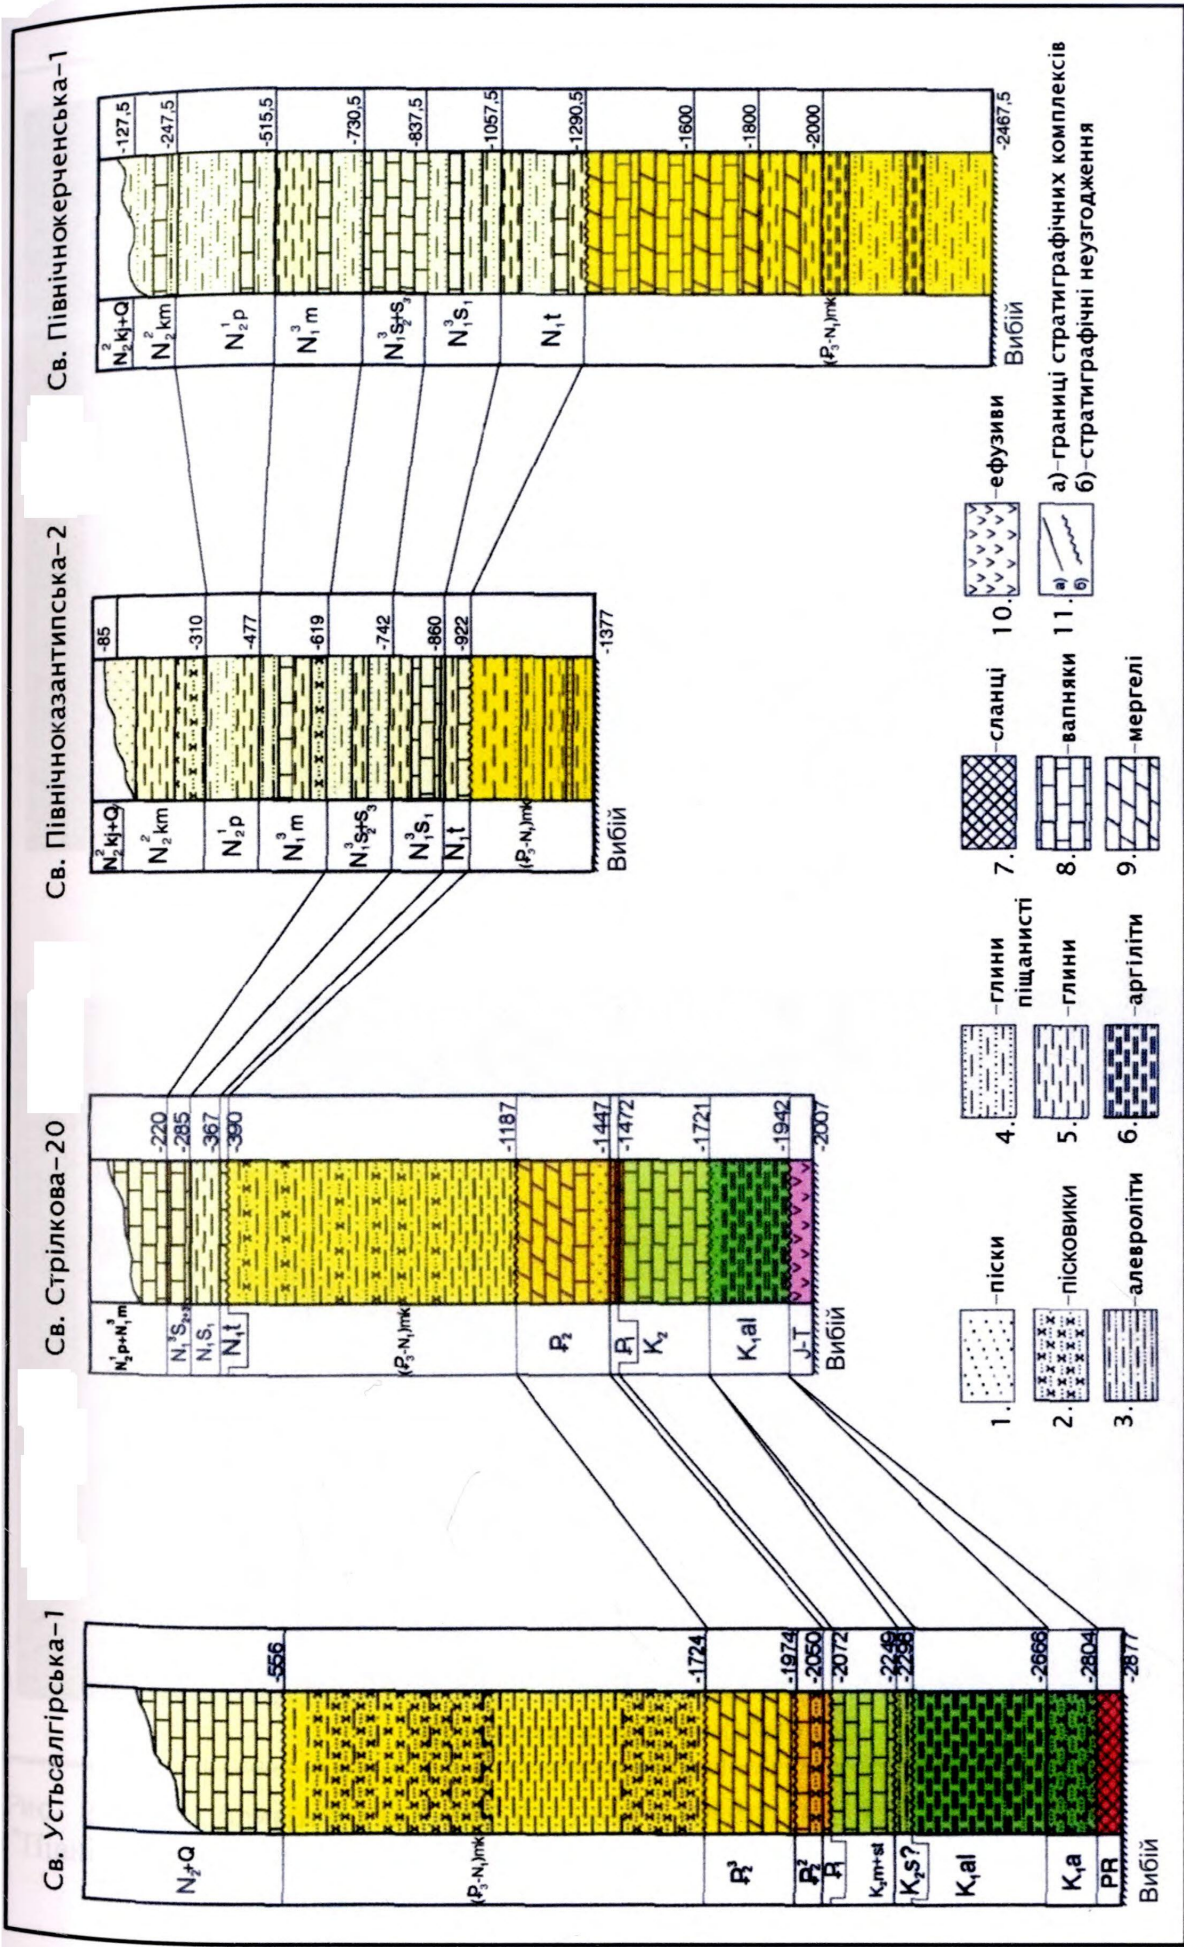 Св. Устьсалгірська-1
N₂+Q
(P₃-N₁)mk
P₂³
P₂²
P₁
K₂m+st
K₂s?
K₁al
K₁a
PR
Вибій
-556
-1724
-1974
-2050
-2072
-2249
-2298
-2666
-2804
-2877
Св. Стрілкова-20
N₂¹p+N₁³m
N₁³S₂₊₃
N₁S₁
N₁t
(P₃-N₁)mk
P₂
P₁
K₂
K₁al
J-T
Вибій
-220
-285
-367
-390
-1187
-1447
-1472
-1721
-1942
-2007
Св. Північноказантипська-2
N₂²kj+Q
N₂²km
N₂¹p
N₁³m
N₁³s₂+s₃
N₁³s₁
N₁t
(P₃-N₁)mk
Вибій
-85
-310
-477
-619
-742
-860
-922
-1377
Св. Північнокерченська-1
N₂²kj+Q
N₂²km
N₂¹p
N₁³m
N₁³s₂+s₃
N₁³s₁
N₁t
(P₃-N₁)mk
Вибій
-127,5
-247,5
-515,5
-730,5
-837,5
-1057,5
-1290,5
-1600
-1800
-2000
-2467,5
1. -піски
2. -пісковики
3. -алевроліти
4. -глини
піщанисті
5. -глини
6. -аргіліти
7. -сланці
8. -вапняки
9. -мергелі
10. -ефузиви
11. а) б) а)-границі стратиграфічних комплексів
б)-стратиграфічні неузгодження